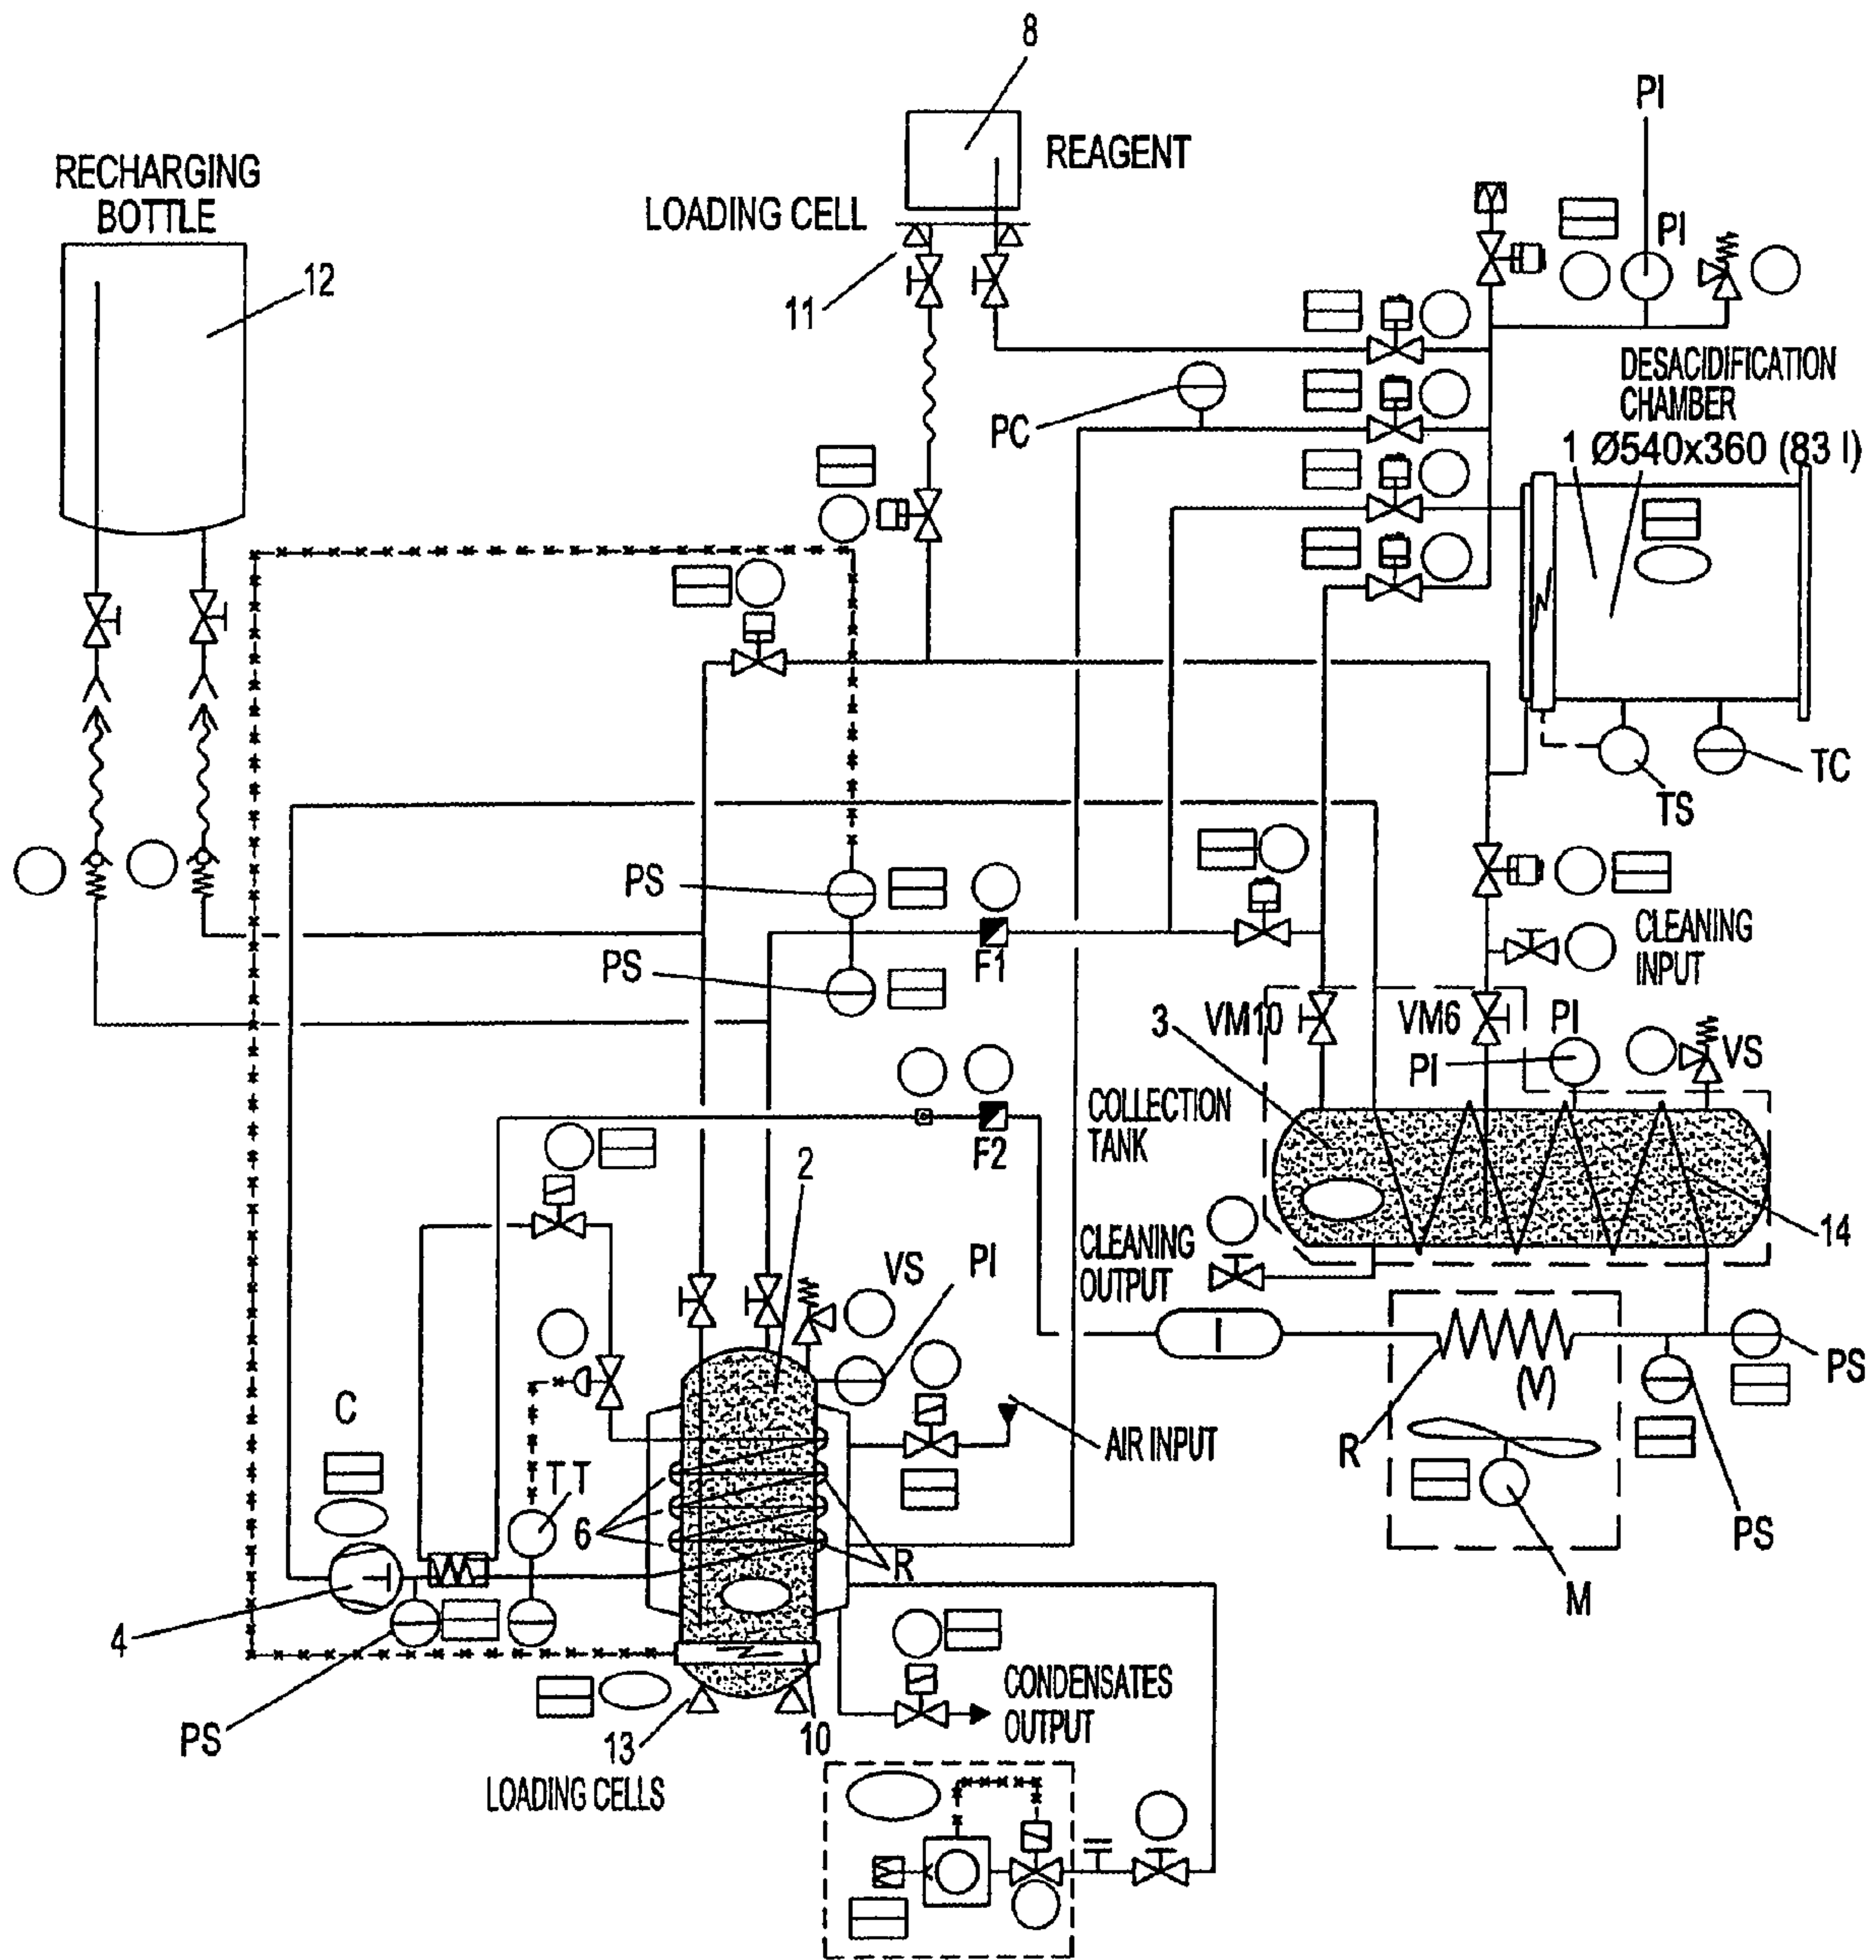 8
PI
REAGENT
RECHARGING
BOTTLE
LOADING CELL
PI
12
11
DESACIDIFICATION
CHAMBER
PC
1 Ø540x360 (83 l)
TC
TS
PS
CLEANING
INPUT
PS
F1
3
VM10
VM6
PI
PI
VS
COLLECTION
TANK
F2
2
14
CLEANING
OUTPUT
VS
PI
PS
(V)
C
AIR INPUT
R
TT
6
PS
R
M
4
CONDENSATES
OUTPUT
PS
13
10
LOADING CELLS